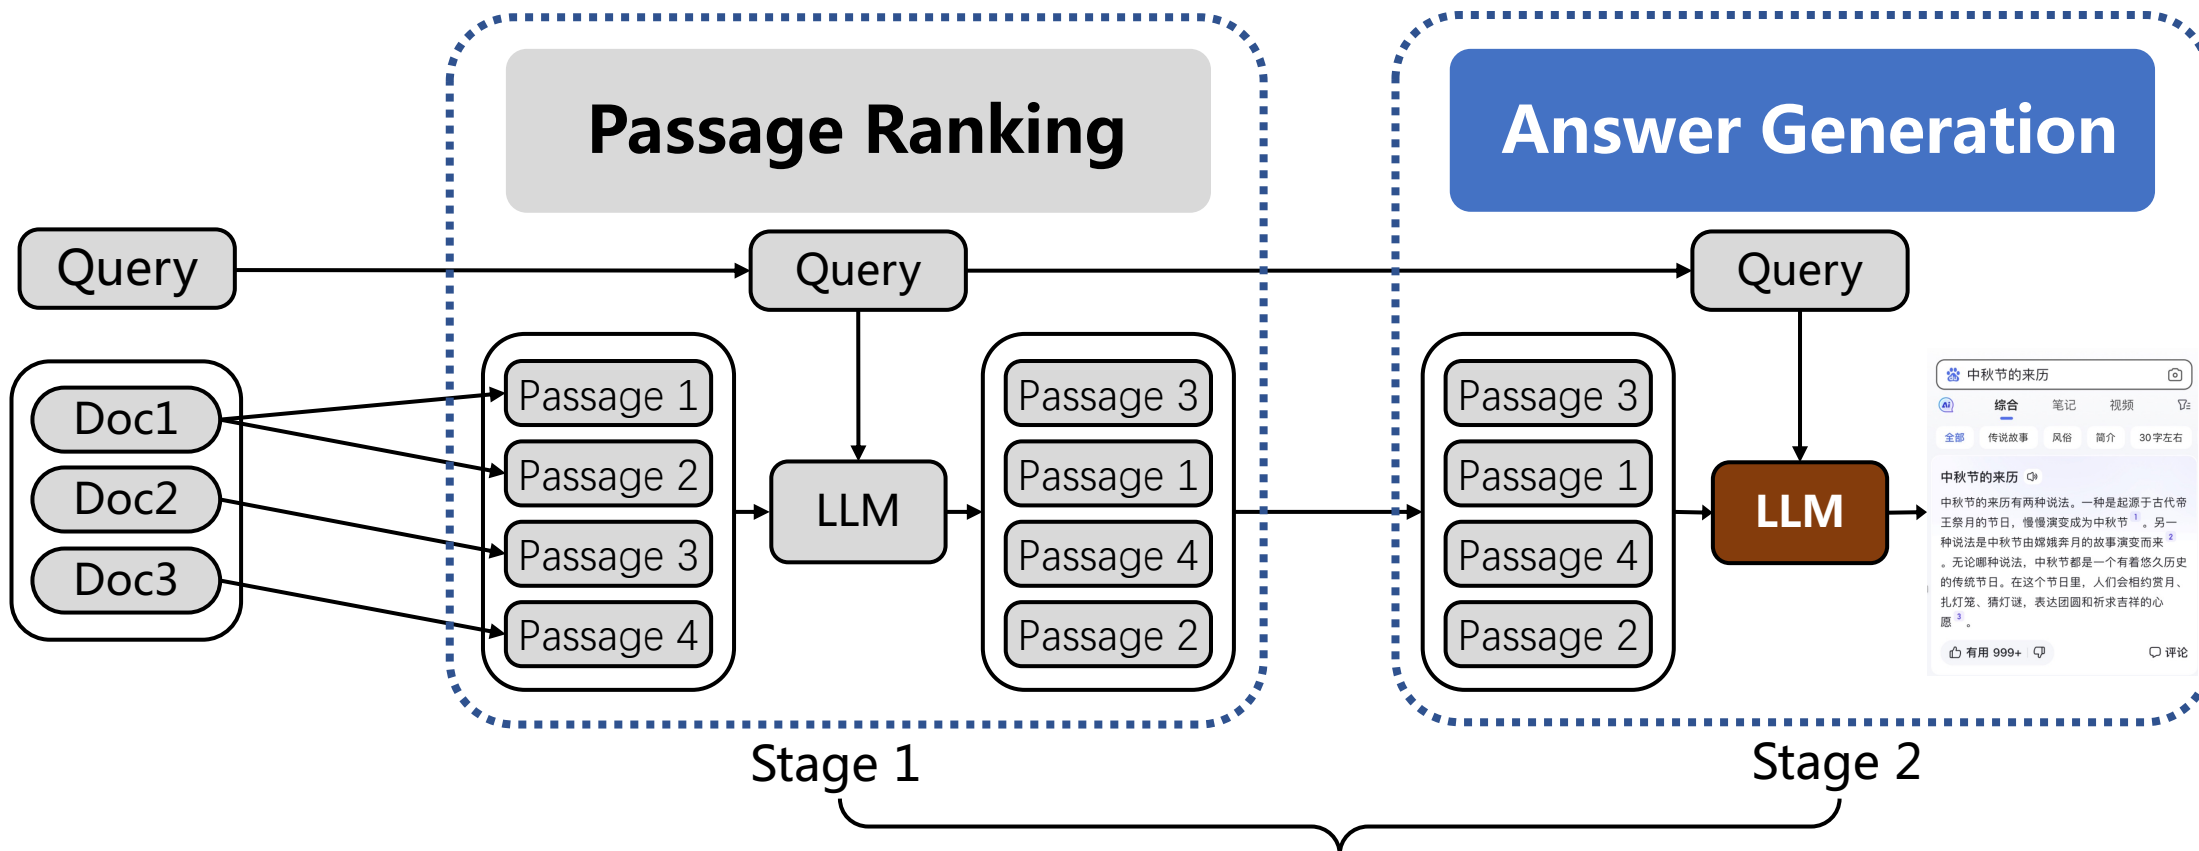 Passage Ranking
Answer Generation
Query
Query
Query
Doc1
Doc2
Doc3
Passage 1
Passage 2
Passage 3
Passage 4
LLM
Passage 3
Passage 1
Passage 4
Passage 2
Passage 3
Passage 1
Passage 4
Passage 2
LLM
中秋节的来历
Ai 综合 笔记 视频
全部 传说故事 风俗 简介 30字左右
中秋节的来历
中秋节的来历有两种说法。一种是起源于古代帝
王祭月的节日，慢慢演变成为中秋节 1 。另一
种说法是中秋节由嫦娥奔月的故事演变而来 2
。无论哪种说法，中秋节都是一个有着悠久历史
的传统节日。在这个节日里，人们会相约赏月、
扎灯笼、猜灯谜，表达团圆和祈求吉祥的心
愿 3 。
有用 999+ 评论
Stage 1
Stage 2